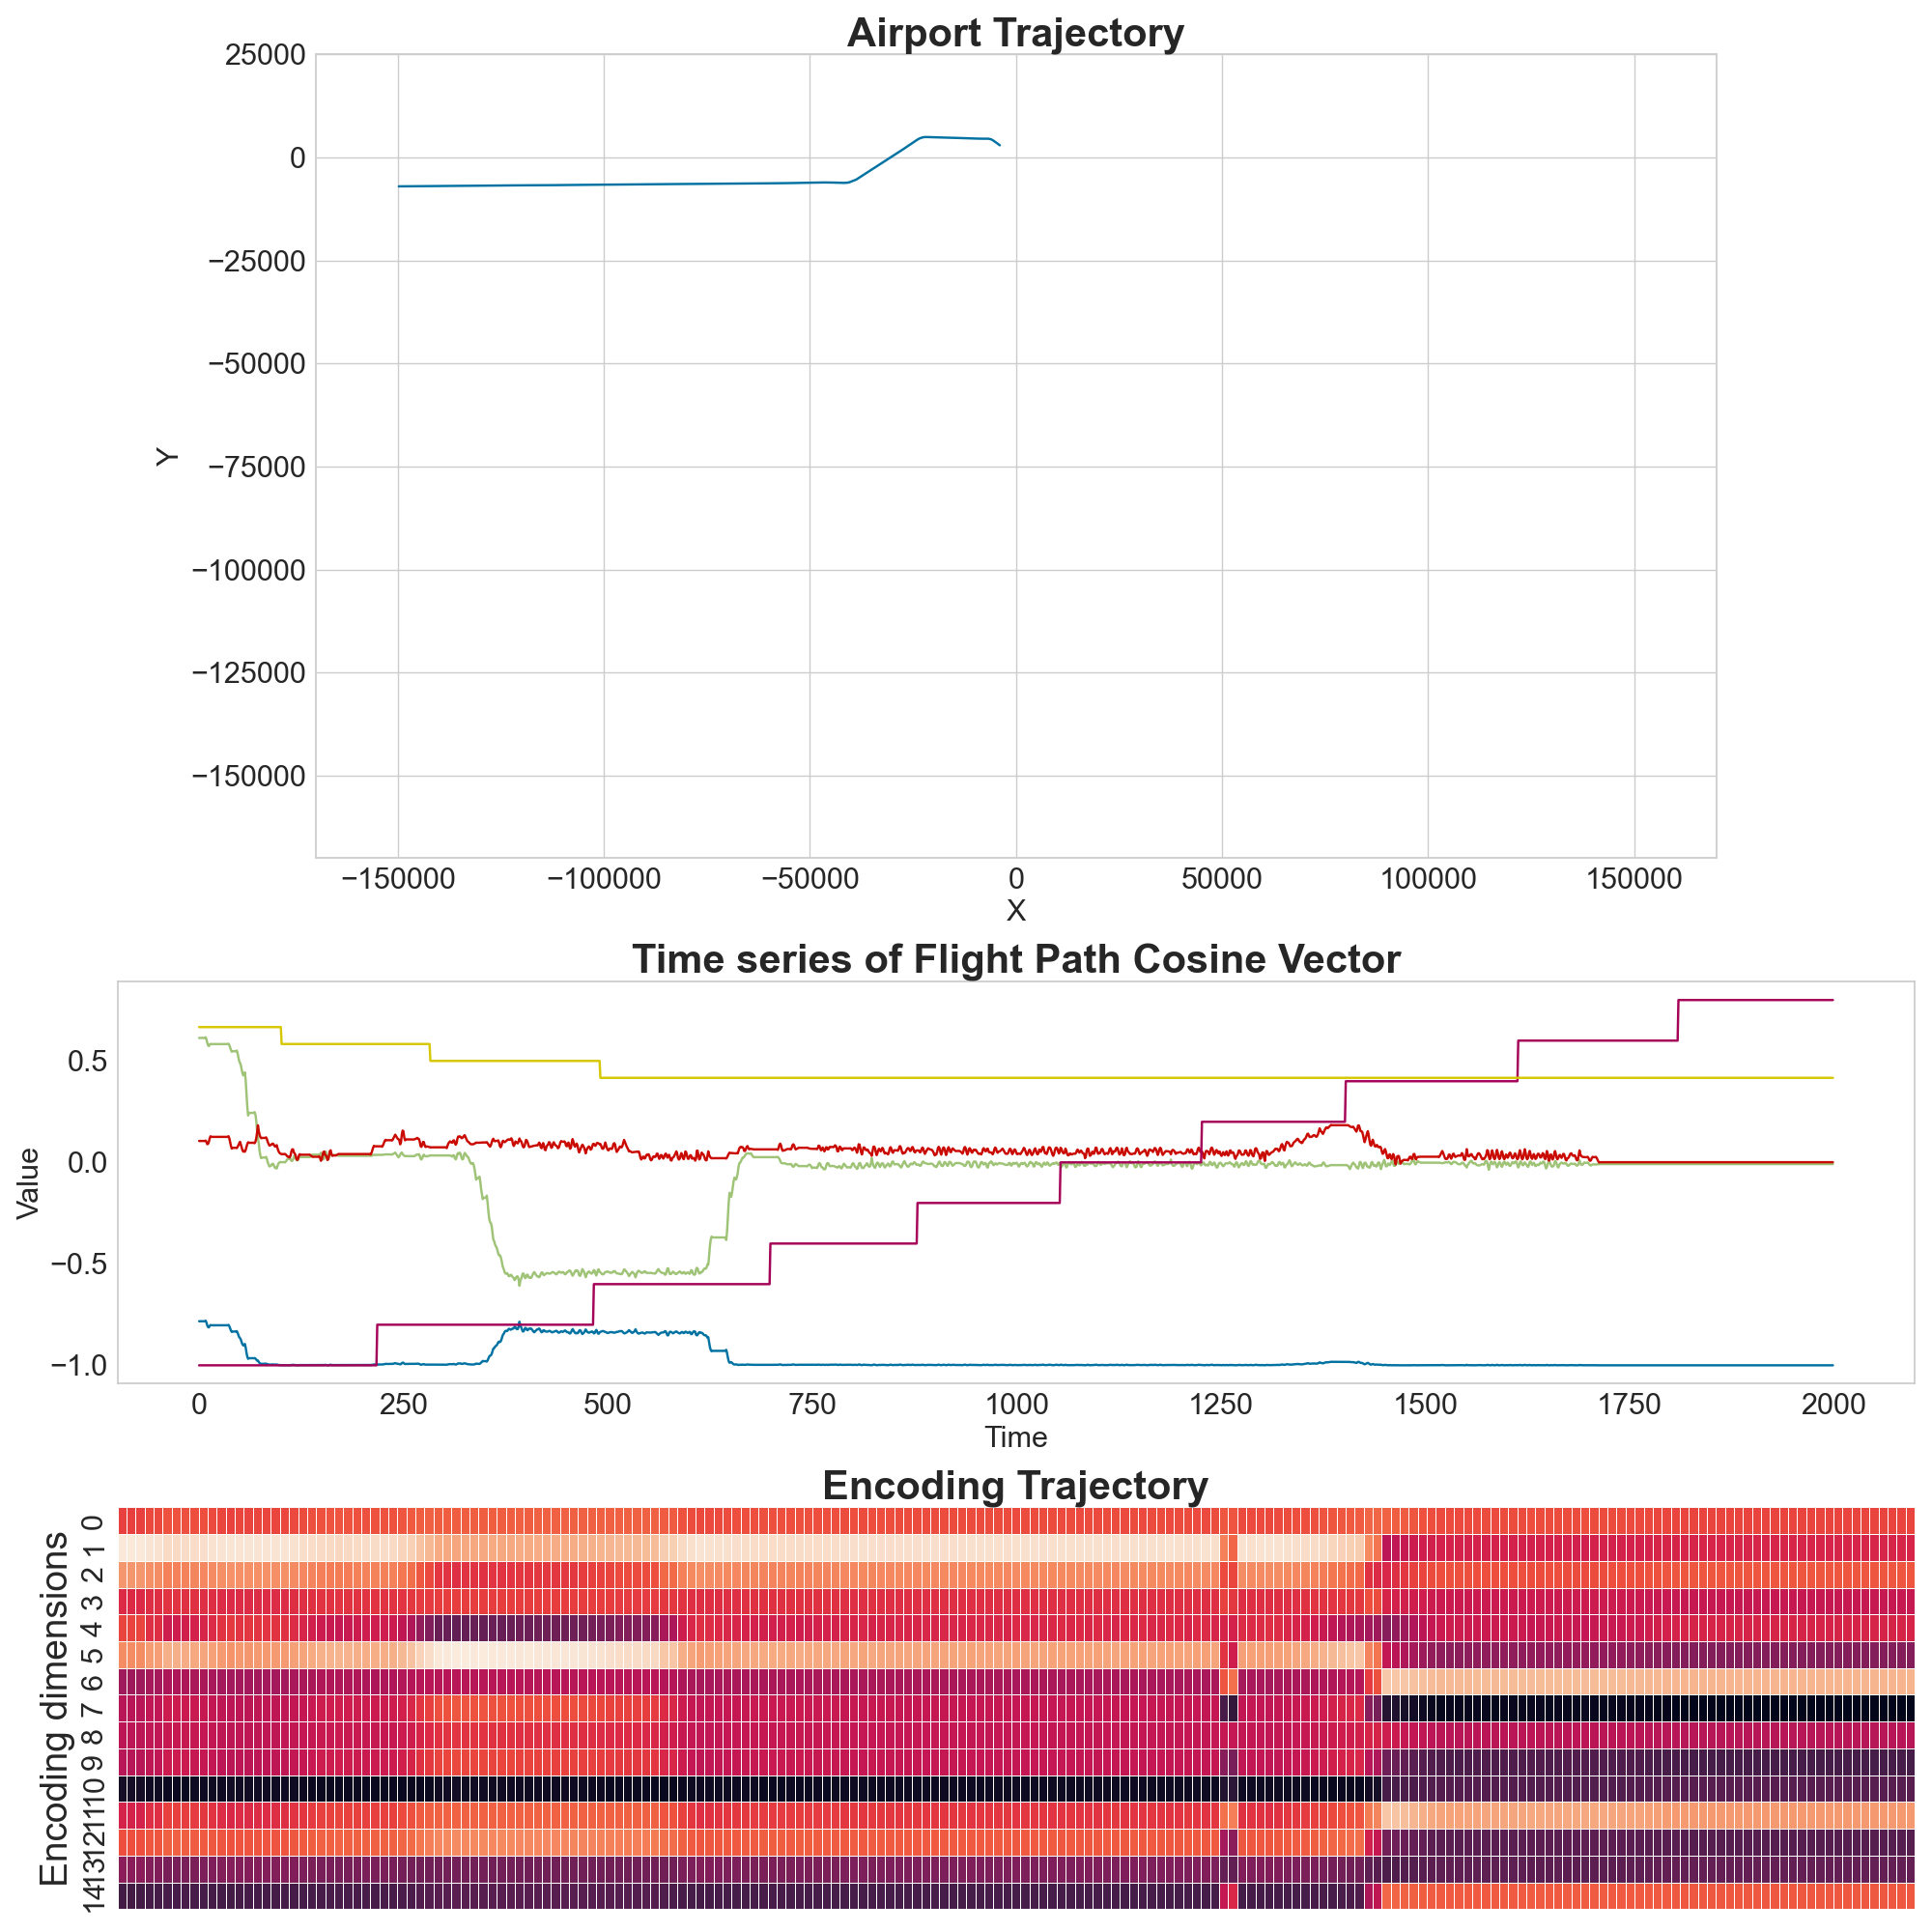 Airport Trajectory
25000
0
−25000
−50000
−75000
−100000
−125000
−150000
Y
−150000 −100000 −50000 0 50000 100000 150000
X
Time series of Flight Path Cosine Vector
0.5
0.0
−0.5
−1.0
Value
0 250 500 750 1000 1250 1500 1750 2000
Time
Encoding Trajectory
Encoding dimensions
0
1
2
3
4
5
6
7
8
9
10
11
12
13
14